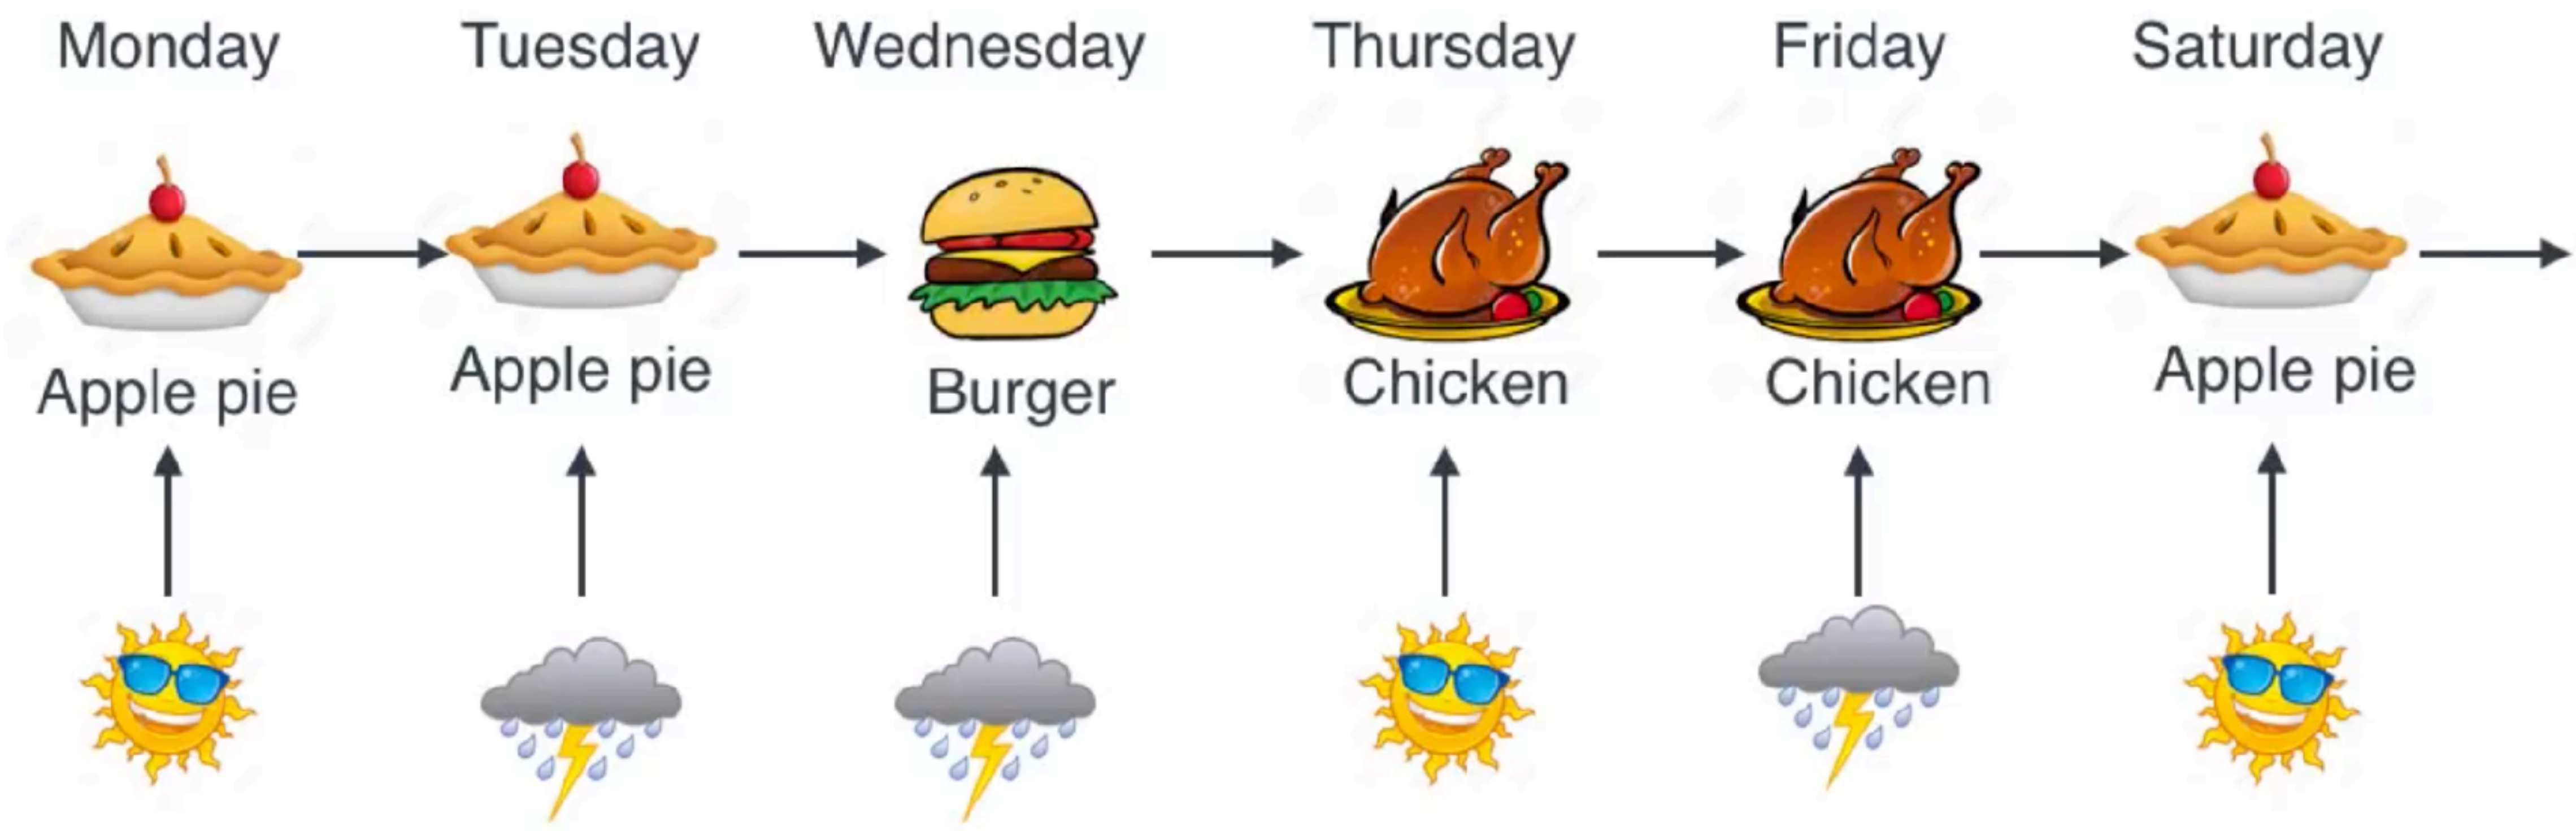 Monday
Tuesday
Wednesday
Thursday
Friday
Saturday
Apple pie
Apple pie
Burger
Chicken
Chicken
Apple pie